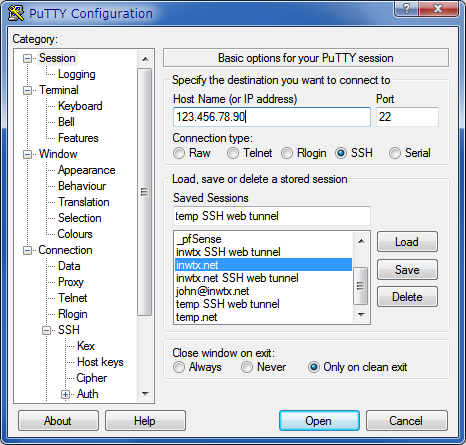 PuTTY Configuration
Category:
Session
Logging
Terminal
Keyboard
Bell
Features
Window
Appearance
Behaviour
Translation
Selection
Colours
Connection
Data
Proxy
Telnet
Rlogin
SSH
Kex
Host keys
Cipher
Auth
Basic options for your PuTTY session
Specify the destination you want to connect to
Host Name (or IP address) Port
123.456.78.90 22
Connection type:
Raw Telnet Rlogin SSH Serial
Load, save or delete a stored session
Saved Sessions
temp SSH web tunnel
_pfSense
inwtx SSH web tunnel
inwtx.net
inwtx.net SSH web tunnel
john@inwtx.net
temp SSH web tunnel
temp.net
Load
Save
Delete
Close window on exit:
Always Never Only on clean exit
About Help Open Cancel